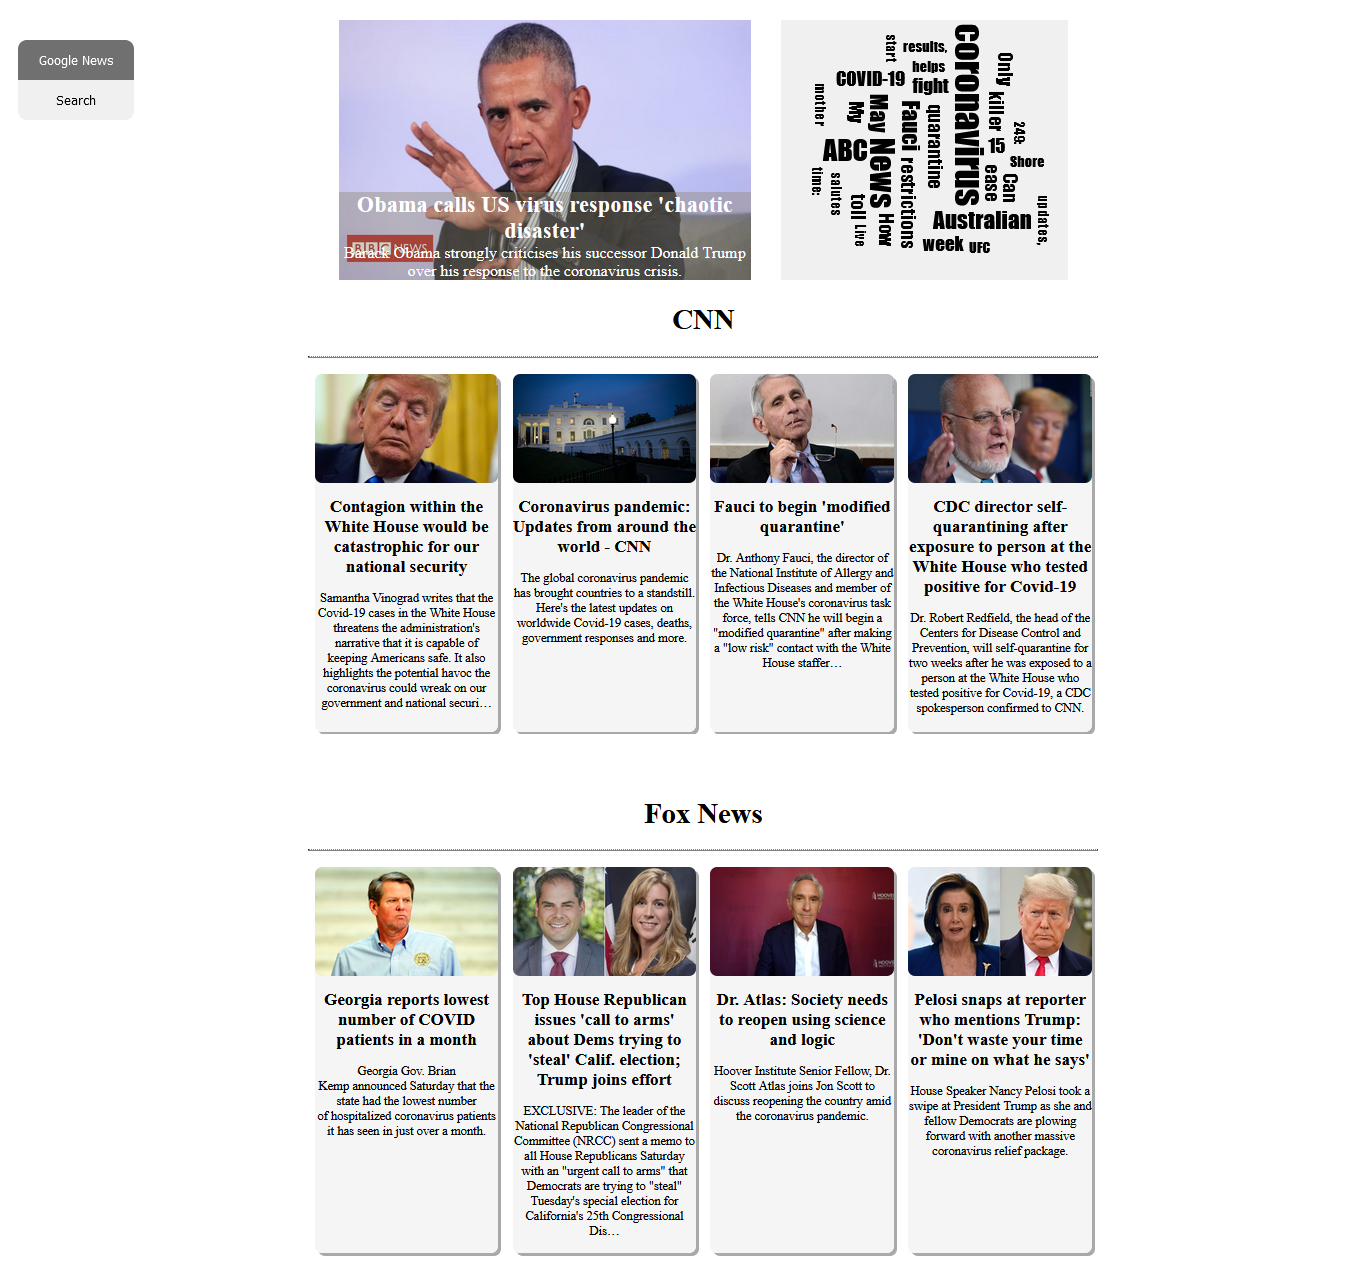 Google News
Search
Obama calls US virus response 'chaotic
disaster'
BBC NEWS
Barack Obama strongly criticises his successor Donald Trump
over his response to the coronavirus crisis.
start
results,
coronavirus
Only
helps
COVID-19
fight
killer
mother
My
May
Fauci
quarantine
249:
15
ABC
News
Shore
restrictions
ease
Can
time:
salutes
toll
Live
How
Australian
updates,
week
UFC
CNN
Contagion within the
White House would be
catastrophic for our
national security
Samantha Vinograd writes that the
Covid-19 cases in the White House
threatens the administration's
narrative that it is capable of
keeping Americans safe. It also
highlights the potential havoc the
coronavirus could wreak on our
government and national securi…
Coronavirus pandemic:
Updates from around the
world - CNN
The global coronavirus pandemic
has brought countries to a standstill.
Here's the latest updates on
worldwide Covid-19 cases, deaths,
government responses and more.
Fauci to begin 'modified
quarantine'
Dr. Anthony Fauci, the director of
the National Institute of Allergy and
Infectious Diseases and member of
the White House's coronavirus task
force, tells CNN he will begin a
"modified quarantine" after making
a "low risk" contact with the White
House staffer…
CDC director self-
quarantining after
exposure to person at the
White House who tested
positive for Covid-19
Dr. Robert Redfield, the head of the
Centers for Disease Control and
Prevention, will self-quarantine for
two weeks after he was exposed to a
person at the White House who
tested positive for Covid-19, a CDC
spokesperson confirmed to CNN.
Fox News
Georgia reports lowest
number of COVID
patients in a month
Georgia Gov. Brian
Kemp announced Saturday that the
state had the lowest number
of hospitalized coronavirus patients
it has seen in just over a month.
Top House Republican
issues 'call to arms'
about Dems trying to
'steal' Calif. election;
Trump joins effort
EXCLUSIVE: The leader of the
National Republican Congressional
Committee (NRCC) sent a memo to
all House Republicans Saturday
with an "urgent call to arms" that
Democrats are trying to "steal"
Tuesday's special election for
California's 25th Congressional
Dis…
HOOVER
HOOVER
Dr. Atlas: Society needs
to reopen using science
and logic
Hoover Institute Senior Fellow, Dr.
Scott Atlas joins Jon Scott to
discuss reopening the country amid
the coronavirus pandemic.
Pelosi snaps at reporter
who mentions Trump:
'Don't waste your time
or mine on what he says'
House Speaker Nancy Pelosi took a
swipe at President Trump as she and
fellow Democrats are plowing
forward with another massive
coronavirus relief package.